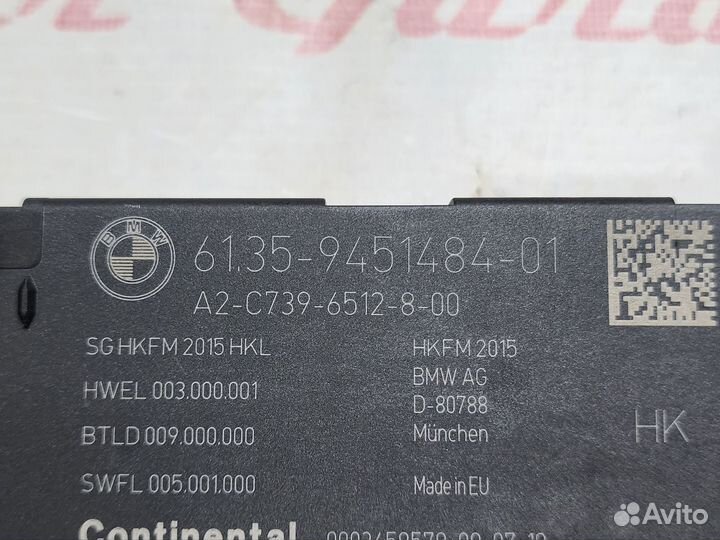 BMW
61.35-9451484-01
A2-C739-6512-8-00
SG HKFM 2015 HKL
HWEL 003.000.001
BTLD 009.000.000
SWFL 005.001.000
HKFM 2015
BMW AG
D-80788
München
Made in EU
HK
Continental
Avito